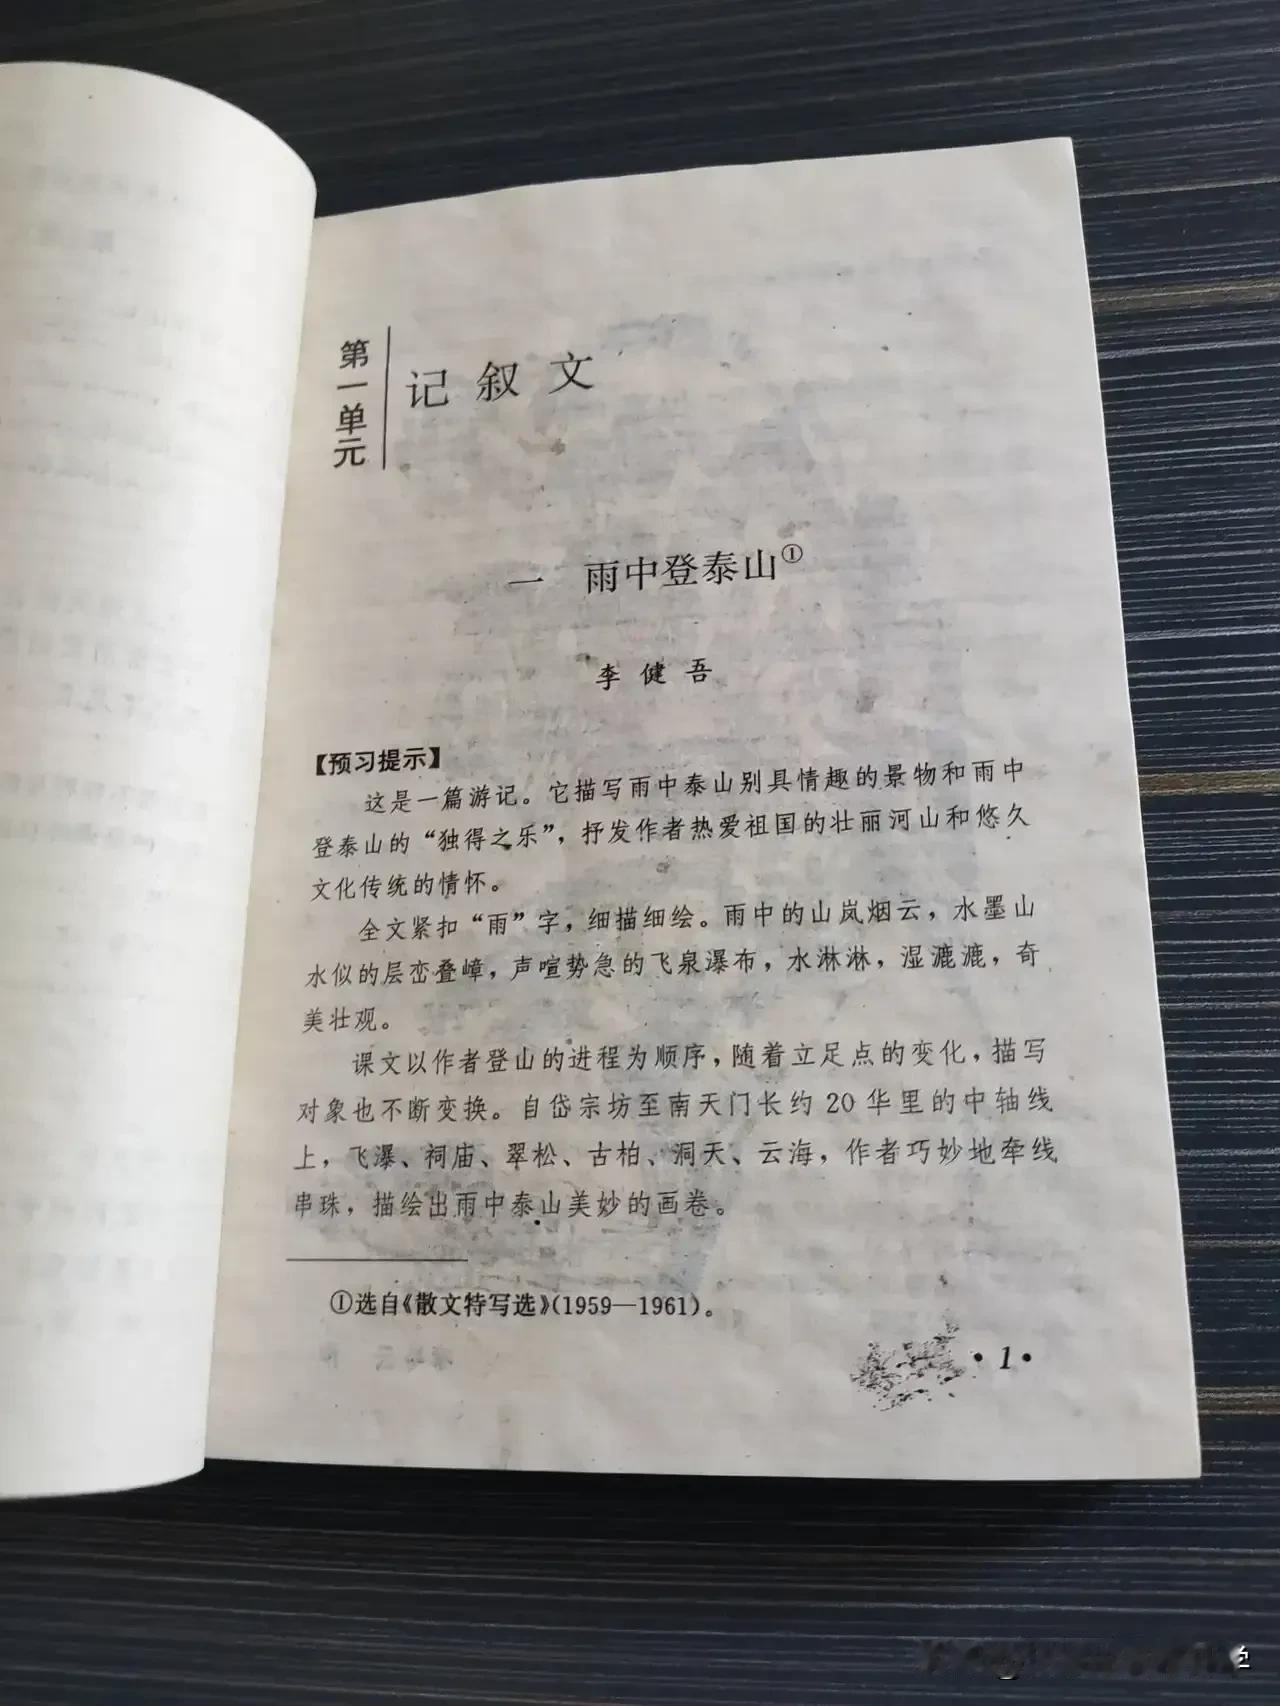 第一单元
记叙文
一 雨中登泰山①
李健吾
【预习提示】
这是一篇游记。它描写雨中泰山别具情趣的景物和雨中
登泰山的“独得之乐”，抒发作者热爱祖国的壮丽河山和悠久
文化传统的情怀。
全文紧扣“雨”字，细描细绘。雨中的山岚烟云，水墨山
水似的层峦叠嶂，声喧势急的飞泉瀑布，水淋淋，湿漉漉，奇
美壮观。
课文以作者登山的进程为顺序，随着立足点的变化，描写
对象也不断变换。自岱宗坊至南天门长约 20 华里的中轴线
上，飞瀑、祠庙、翠松、古柏、洞天、云海，作者巧妙地牵线
串珠，描绘出雨中泰山美妙的画卷。
①选自《散文特写选》(1959—1961)。
·1·